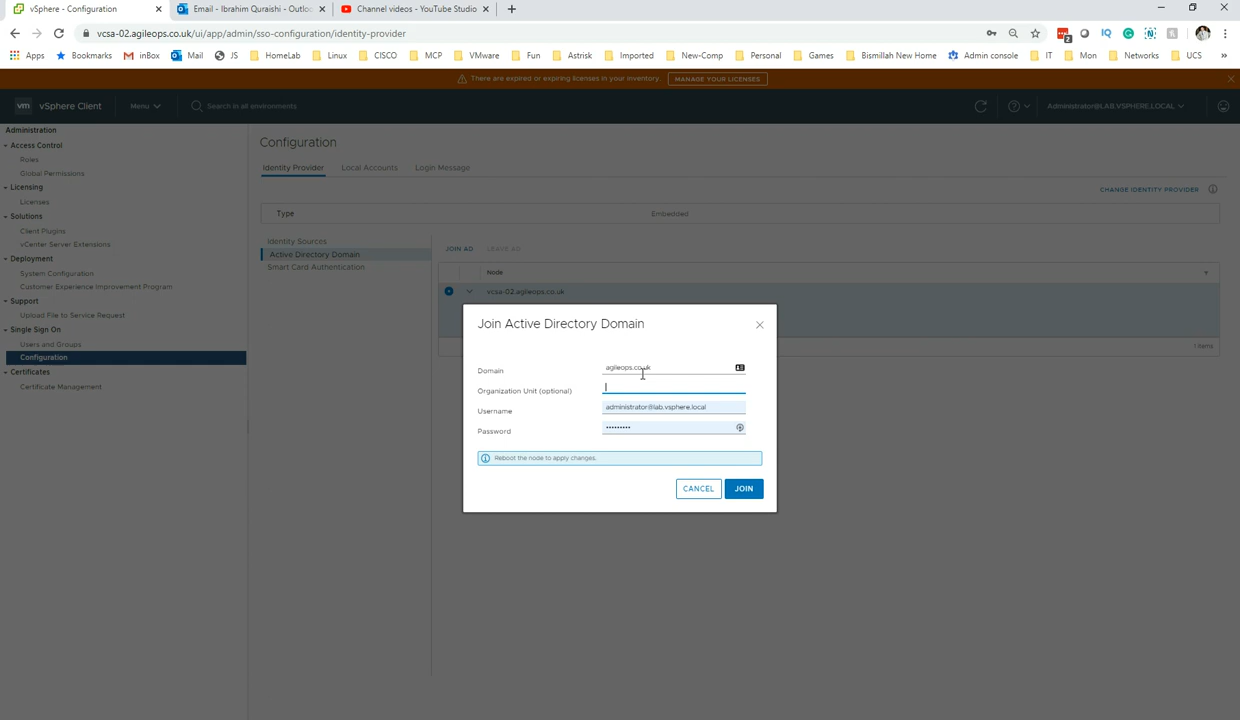 vSphere - Configuration
Email - Ibrahim Quraishi - Outloo
Channel videos - YouTube Studio
vcsa-02.agileops.co.uk/ui/app/admin/sso-configuration/identity-provider
Apps Bookmarks inBox Mail JS HomeLab Linux CISCO MCP VMware Fun Astrisk Imported New-Comp Personal Games Bismillah New Home Admin console IT Mon Networks UCS »
There are expired or expiring licenses in your inventory. MANAGE YOUR LICENSES
vm vSphere Client Menu Search in all environments Administrator@LAB.VSPHERE.LOCAL
Administration
Access Control
Roles
Global Permissions
Licensing
Licenses
Solutions
Client Plugins
vCenter Server Extensions
Deployment
System Configuration
Customer Experience Improvement Program
Support
Upload File to Service Request
Single Sign On
Users and Groups
Configuration
Certificates
Certificate Management
Configuration
Identity Provider Local Accounts Login Message
CHANGE IDENTITY PROVIDER
Type Embedded
Identity Sources
Active Directory Domain
Smart Card Authentication
JOIN AD LEAVE AD
Node
vcsa-02.agileops.co.uk
1 items
Join Active Directory Domain
Domain agileops.co.uk
Organization Unit (optional)
Username administrator@lab.vsphere.local
Password •••••••••
Reboot the node to apply changes.
CANCEL JOIN